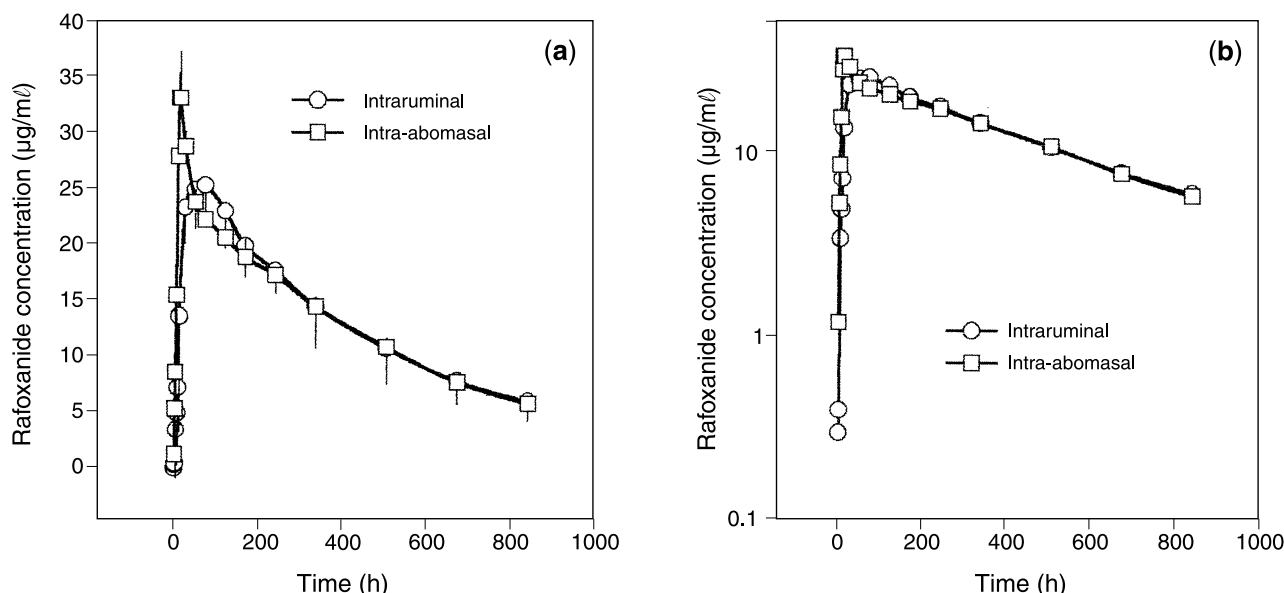 (a)
Rafoxanide concentration (µg/mℓ)
40
35
30
25
20
15
10
5
0
Intraruminal
Intra-abomasal
0 200 400 600 800 1000
Time (h)
(b)
Rafoxanide concentration (µg/mℓ)
10
1
0.1
Intraruminal
Intra-abomasal
0 200 400 600 800 1000
Time (h)